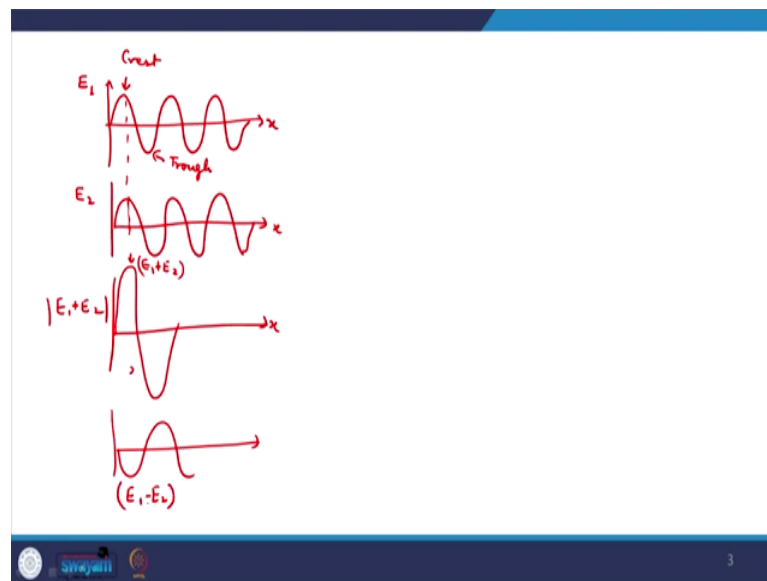 Crest
E₁
x
Trough
E₂
x
(E₁+E₂)
|E₁+E₂|
x
(E₁-E₂)
swayam
3